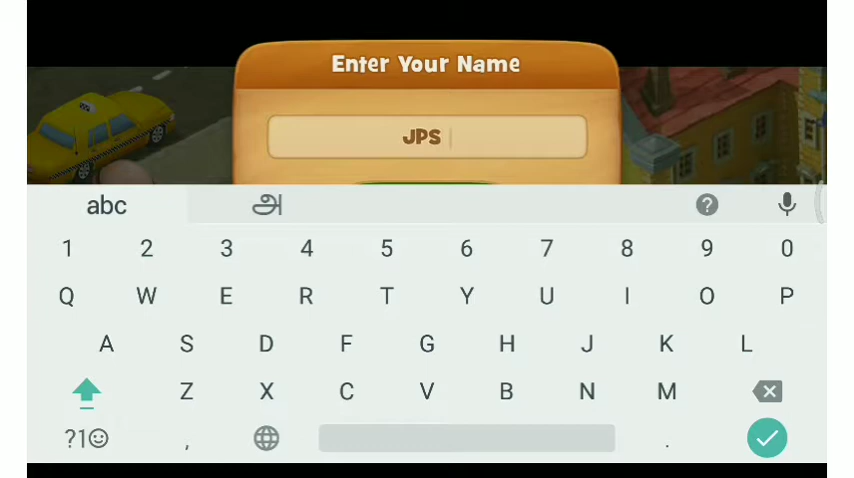 Enter Your Name
JPS
abc அ
1 2 3 4 5 6 7 8 9 0
Q W E R T Y U I O P
A S D F G H J K L
Z X C V B N M
?1☺ , .